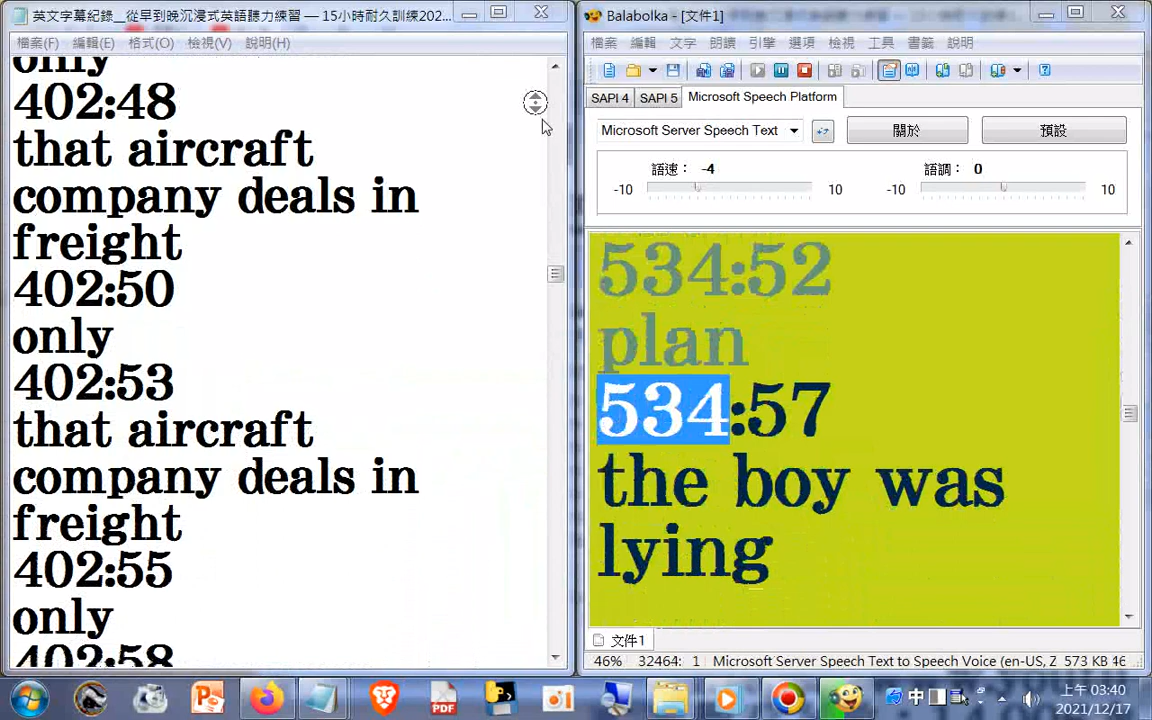 英文字幕紀錄__從早到晚沉浸式英語聽力練習 — 15小時耐久訓練202...
檔案(F) 編輯(E) 格式(O) 檢視(V) 說明(H)
only
402:48
that aircraft
company deals in
freight
402:50
only
402:53
that aircraft
company deals in
freight
402:55
only
402:58
Balabolka - [文件1]
檔案 編輯 文字 朗讀 引擎 選項 檢視 工具 書籤 說明
SAPI 4 SAPI 5 Microsoft Speech Platform
Microsoft Server Speech Text 關於 預設
語速： -4 語調： 0
-10 10 -10 10
534:52
plan
534:57
the boy was
lying
文件1
46% 32464: 1 Microsoft Server Speech Text to Speech Voice (en-US, Z 573 KB 46
PDF 中 上午 03:40
2021/12/17